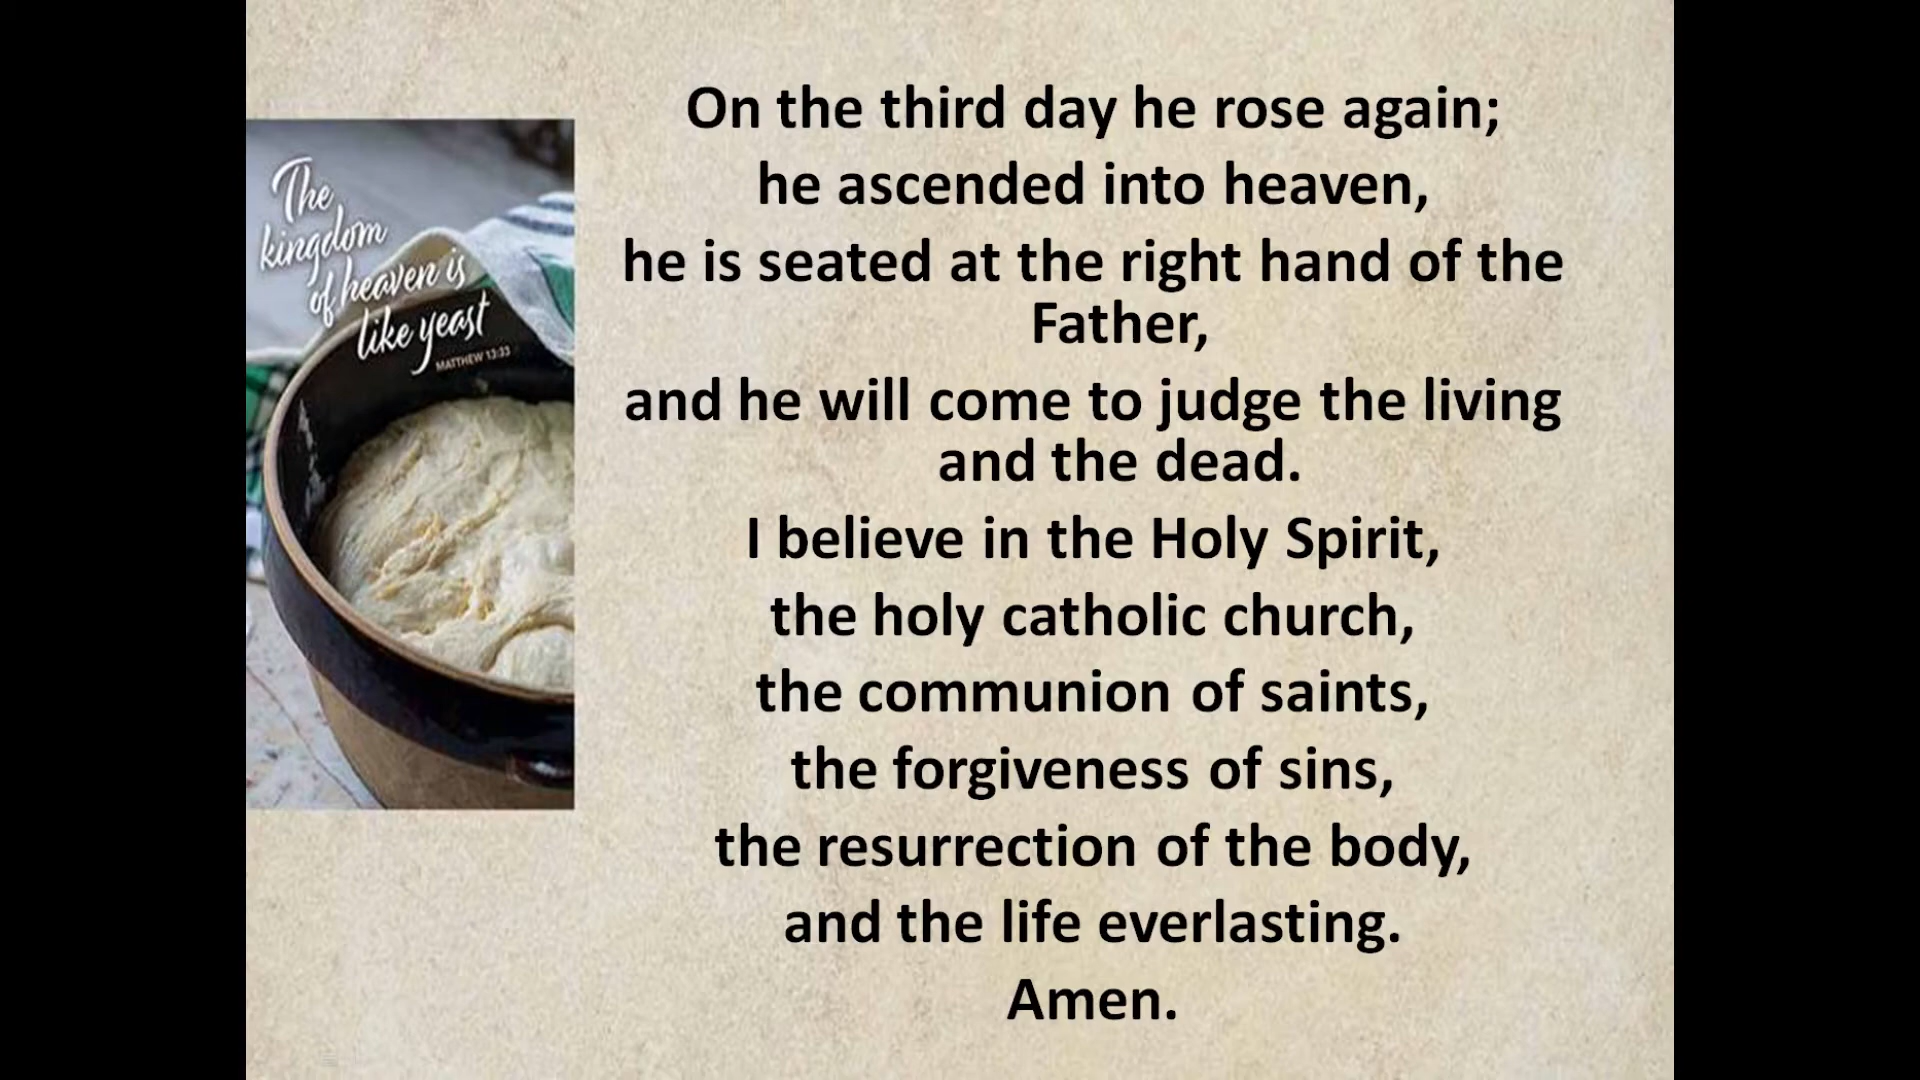 The
kingdom
of heaven is
like yeast
MATTHEW 13:33
On the third day he rose again;
he ascended into heaven,
he is seated at the right hand of the
Father,
and he will come to judge the living
and the dead.
I believe in the Holy Spirit,
the holy catholic church,
the communion of saints,
the forgiveness of sins,
the resurrection of the body,
and the life everlasting.
Amen.